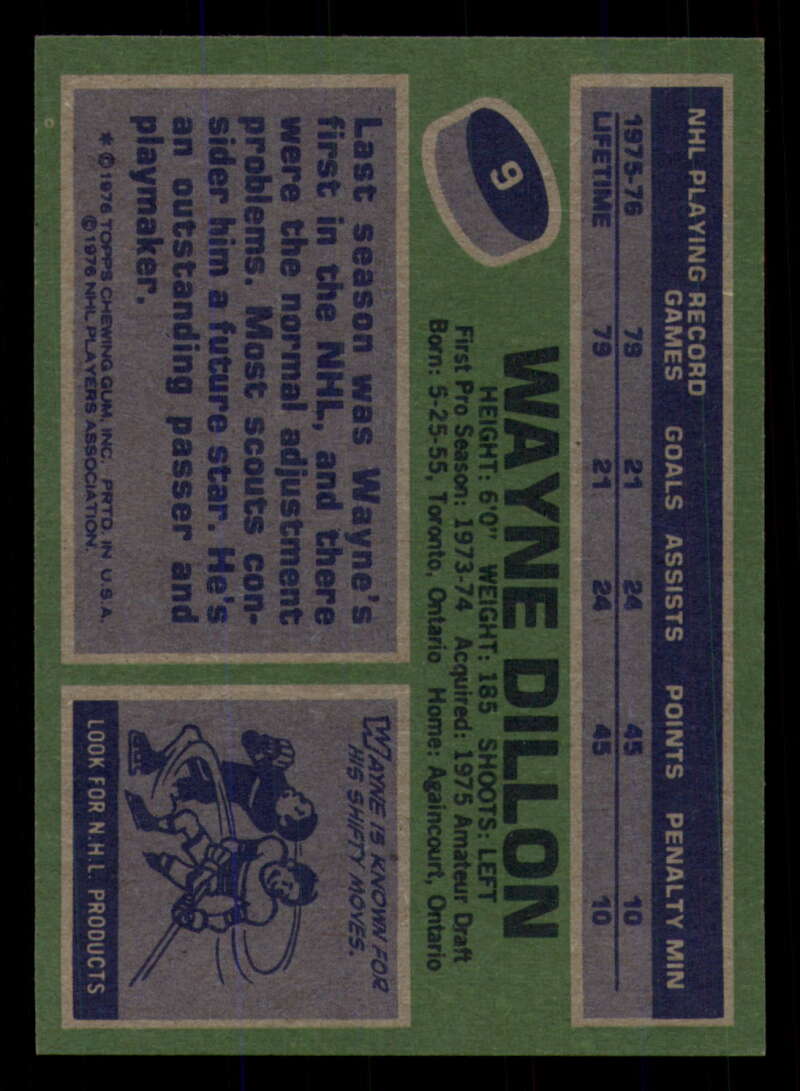 NHL PLAYING RECORD
GAMES GOALS ASSISTS POINTS PENALTY MIN
1975-76 79 21 24 45 10
LIFETIME 79 21 24 45 10
9
WAYNE DILLON
HEIGHT: 6'0" WEIGHT: 185 SHOOTS: LEFT
First Pro Season: 1973-74 Acquired: 1975 Amateur Draft
Born: 5-25-55, Toronto, Ontario Home: Againcourt, Ontario
Last season was Wayne's
first in the NHL, and there
were the normal adjustment
problems. Most scouts con-
sider him a future star. He's
an outstanding passer and
playmaker.
* © 1976 TOPPS CHEWING GUM, INC. PRTD. IN U.S.A.
© 1976 NHL PLAYERS ASSOCIATION.
WAYNE IS KNOWN FOR
HIS SHIFTY MOVES.
LOOK FOR N.H.L. PRODUCTS